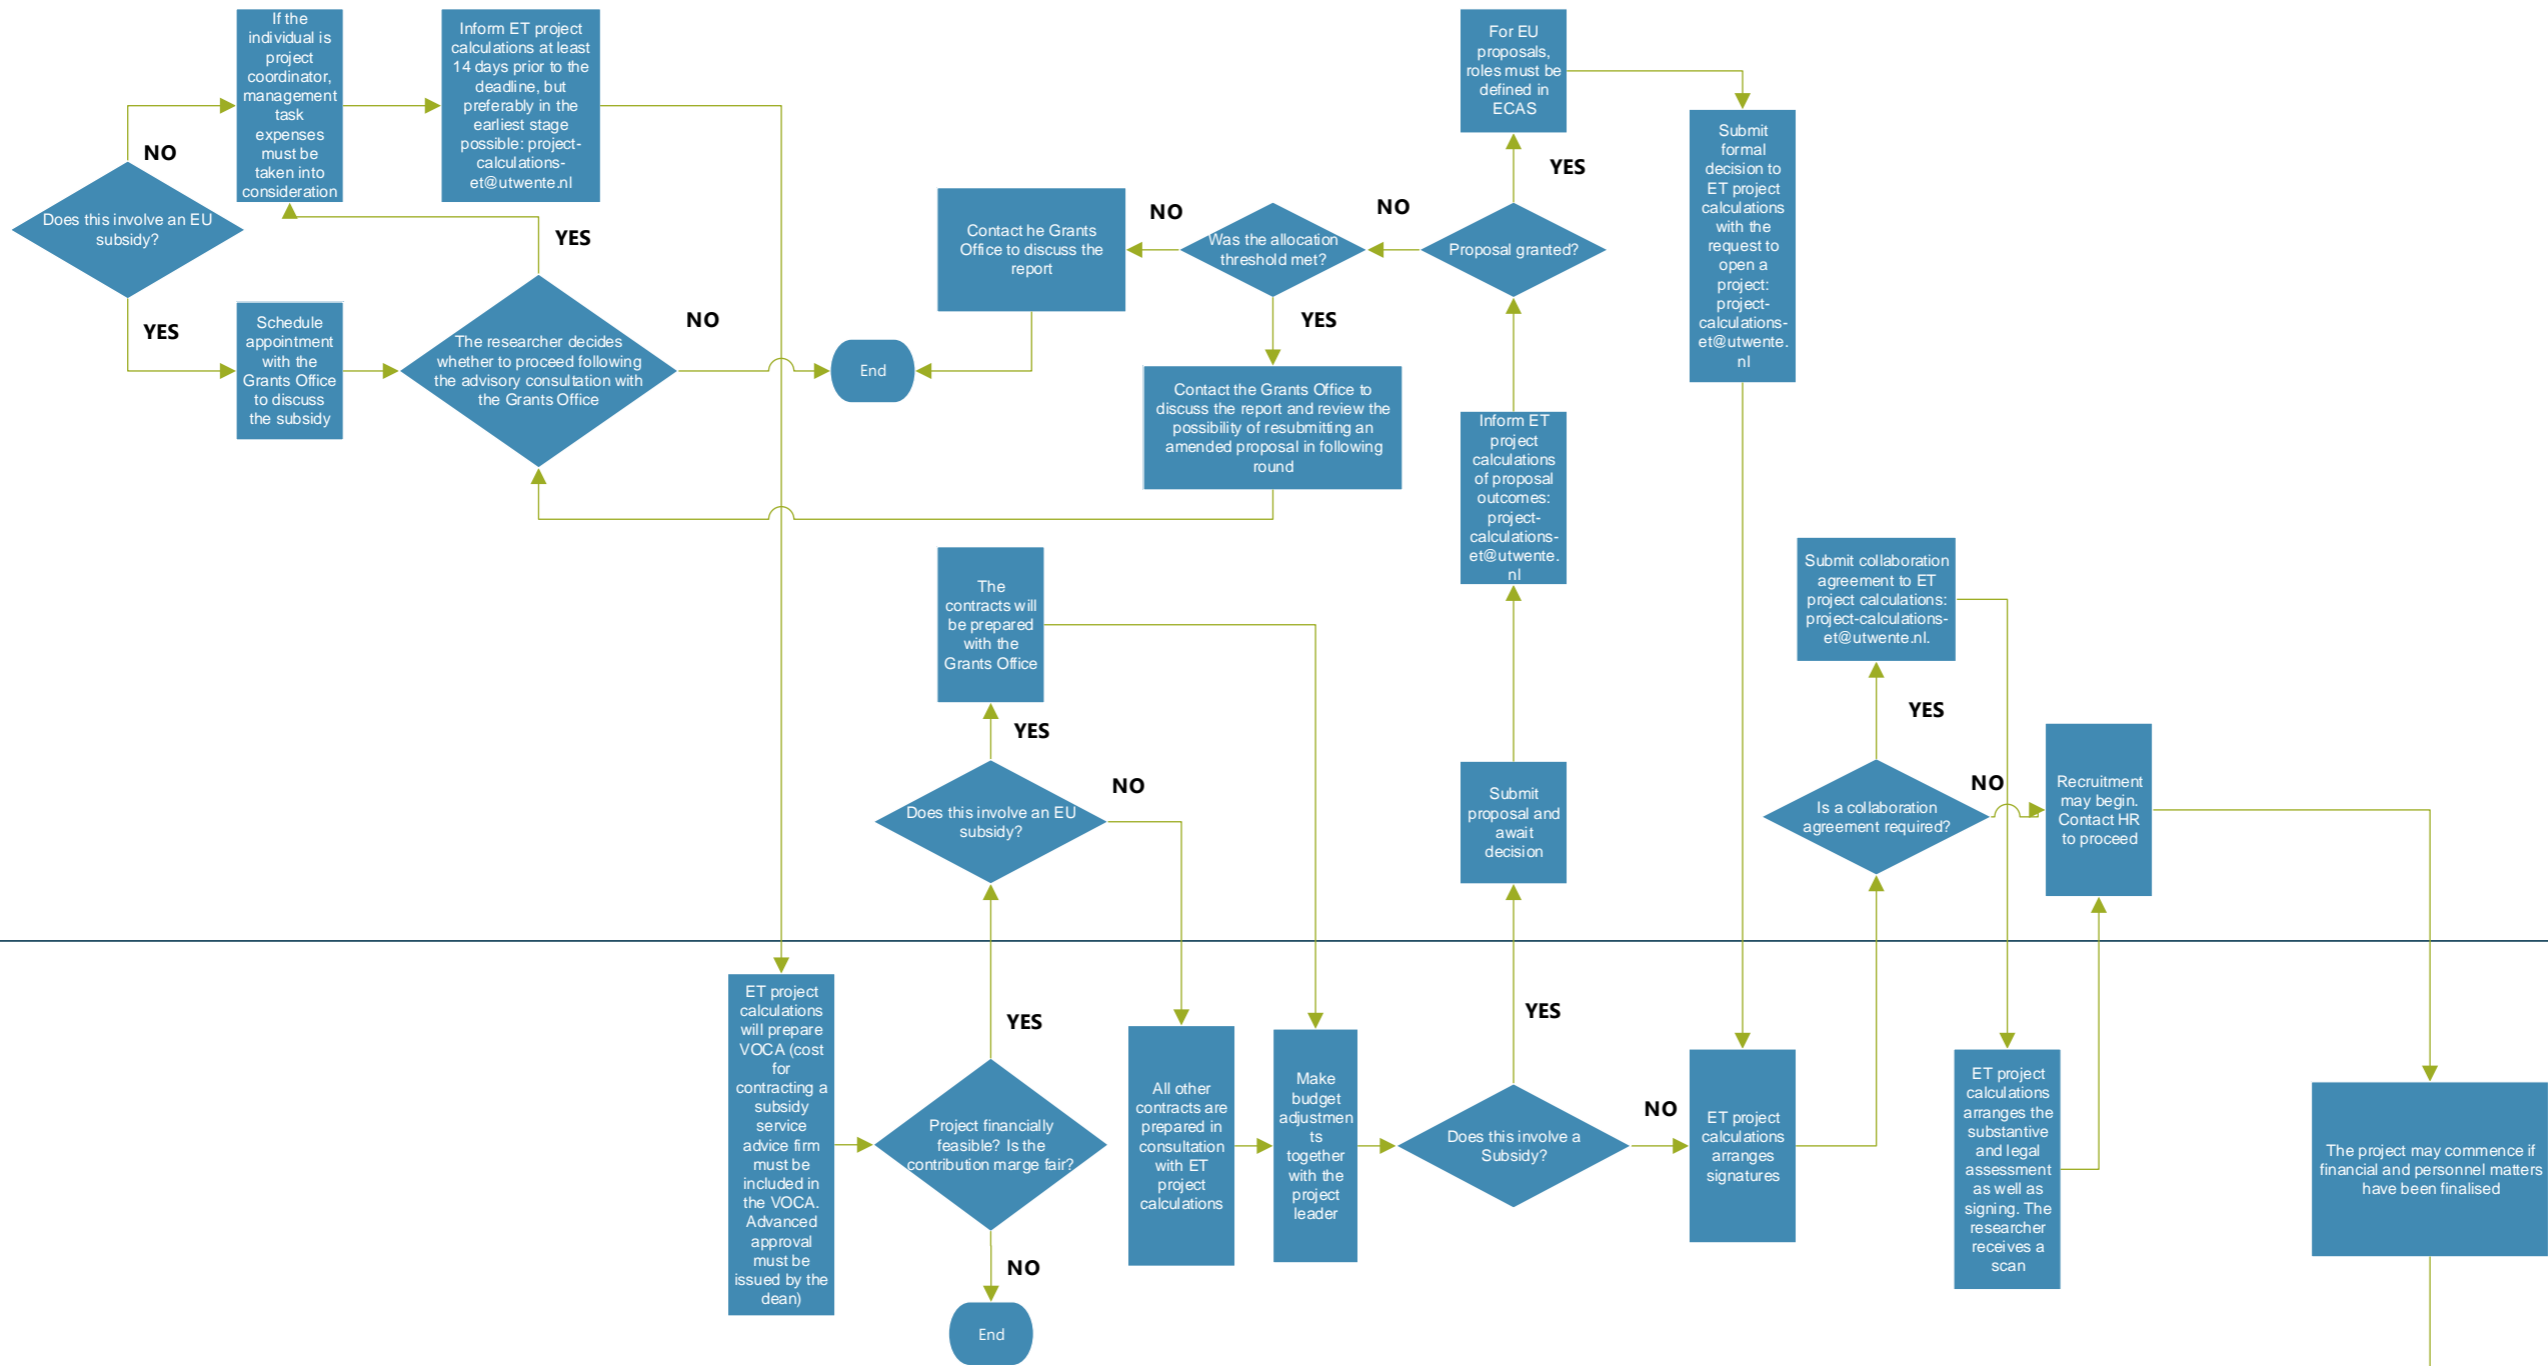 If the
individual is
project
coordinator,
management
task
expenses
must be
taken into
consideration
Inform ET project
calculations at least
14 days prior to the
deadline, but
preferably in the
earliest stage
possible: project-
calculations-
et@utwente.nl
NO
Does this involve an EU
subsidy?
YES
Schedule
appointment
with the
Grants Office
to discuss
the subsidy
YES
The researcher decides
whether to proceed following
the advisory consultation with
the Grants Office
NO
End
Contact he Grants
Office to discuss the
report
NO
Was the allocation
threshold met?
NO
YES
Contact the Grants Office to
discuss the report and review the
possibility of resubmitting an
amended proposal in following
round
Proposal granted?
YES
For EU
proposals,
roles must be
defined in
ECAS
Submit
formal
decision to
ET project
calculations
with the
request to
open a
project:
project-
calculations-
et@utwente.
nl
Inform ET
project
calculations
of proposal
outcomes:
project-
calculations-
et@utwente.
nl
The
contracts will
be prepared
with the
Grants Office
YES
Does this involve an EU
subsidy?
NO
Submit
proposal and
await
decision
Submit collaboration
agreement to ET
project calculations:
project-calculations-
et@utwente.nl.
YES
Is a collaboration
agreement required?
NO
Recruitment
may begin.
Contact HR
to proceed
ET project
calculations
will prepare
VOCA (cost
for
contracting a
subsidy
service
advice firm
must be
included in
the VOCA.
Advanced
approval
must be
issued by the
dean)
YES
Project financially
feasible? Is the
contribution marge fair?
NO
End
All other
contracts are
prepared in
consultation
with ET
project
calculations
Make
budget
adjustmen
ts
together
with the
project
leader
YES
Does this involve a
Subsidy?
NO
ET project
calculations
arranges
signatures
ET project
calculations
arranges the
substantive
and legal
assessment
as well as
signing. The
researcher
receives a
scan
The project may commence if
financial and personnel matters
have been finalised